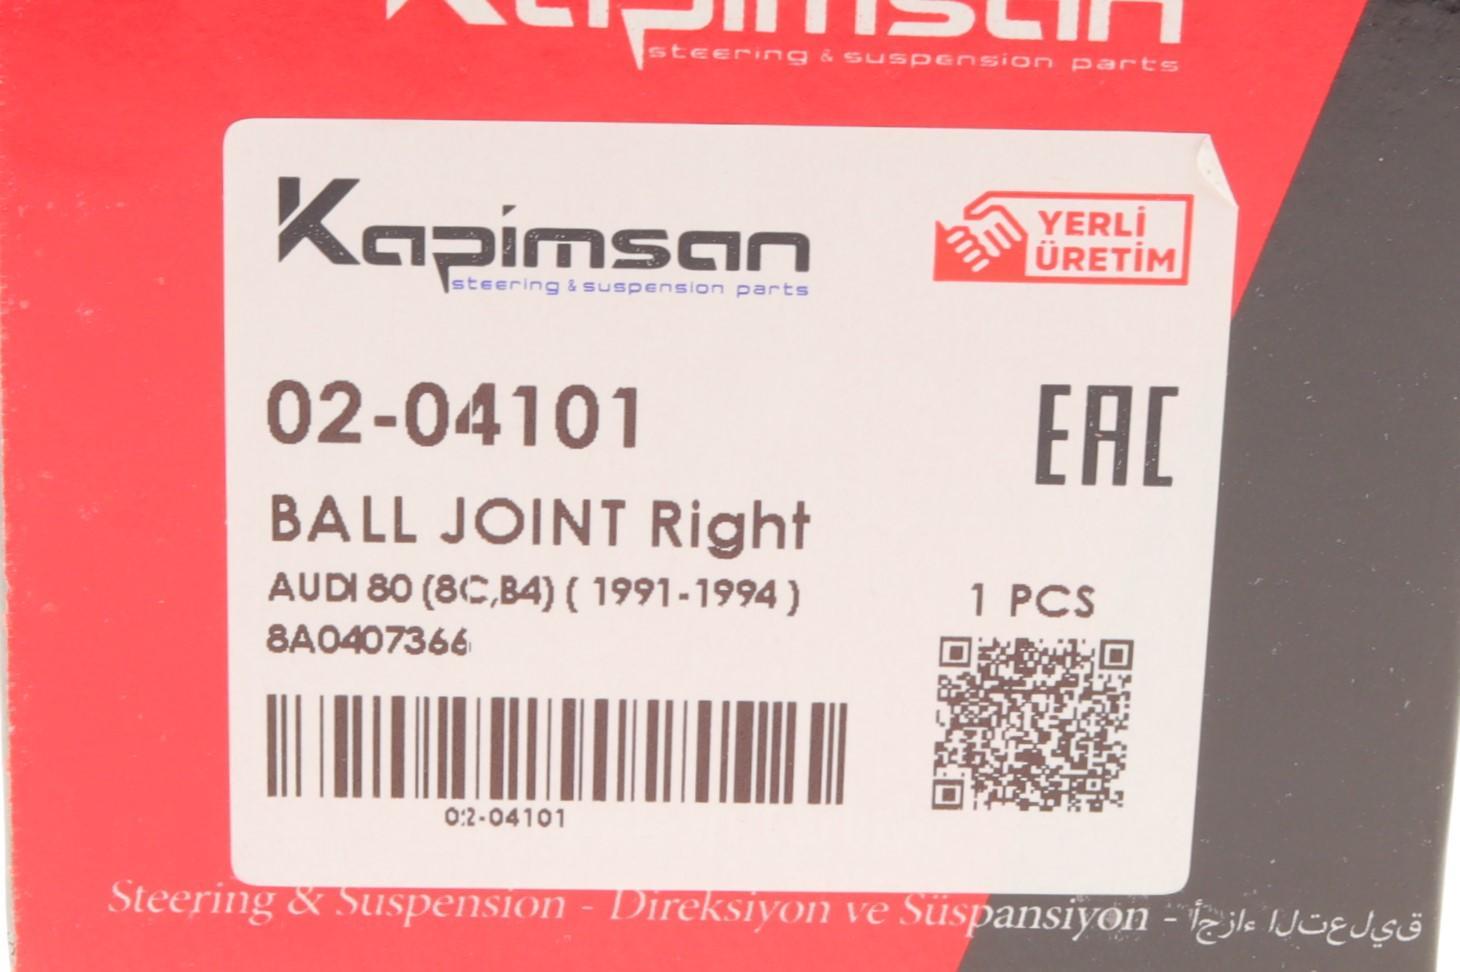 Kapimsan
steering & suspension parts
Kapimsan
steering & suspension parts
YERLİ
ÜRETİM
02-04101
EAC
BALL JOINT Right
AUDI 80 (8C,B4) ( 1991-1994 )
8A0407366
1 PCS
02-04101
Steering & Suspension - Direksiyon ve Süspansiyon - أجزاء التعليق